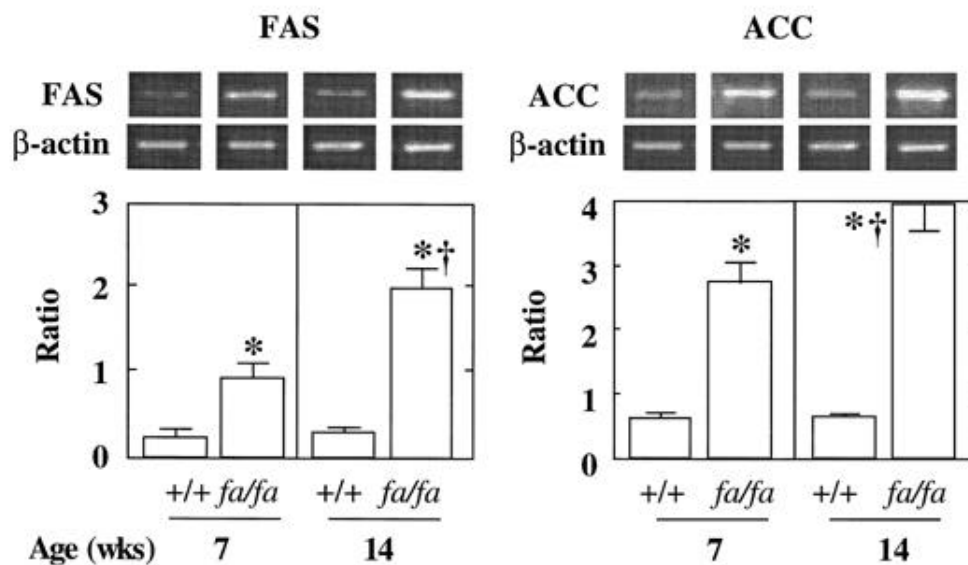 FAS ACC
FAS
β-actin
3
2
1
0
Ratio
*
*†
+/+ fa/fa +/+ fa/fa
Age (wks) 7 14
ACC
β-actin
4
3
2
1
0
Ratio
*
*†
+/+ fa/fa +/+ fa/fa
7 14